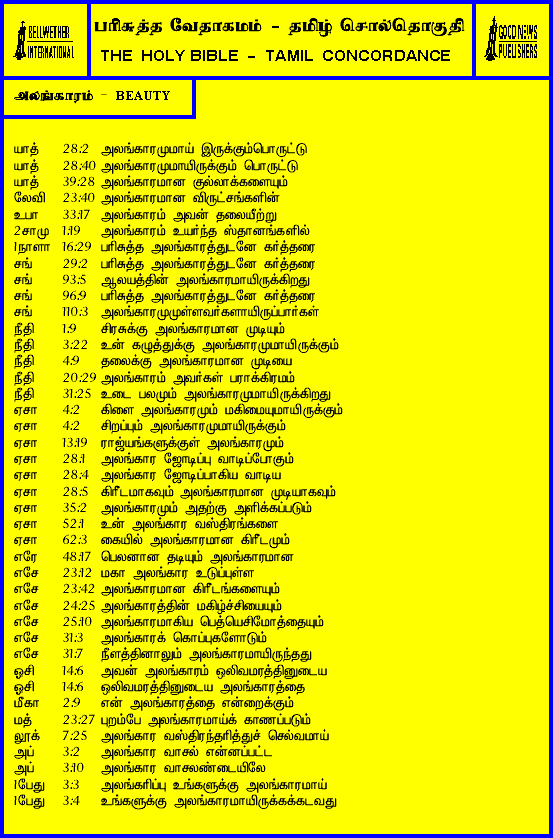 BELLWETHER
INTERNATIONAL
பரிசுத்த வேதாகமம் - தமிழ் சொல்தொகுதி
THE HOLY BIBLE - TAMIL CONCORDANCE
GOOD NEWS
PUBLISHERS
அலங்காரம் - BEAUTY
யாத் 28:2 அலங்காரமுமாய் இருக்கும்பொருட்டு
யாத் 28:40 அலங்காரமுமாயிருக்கும் பொருட்டு
யாத் 39:28 அலங்காரமான குல்லாக்களையும்
லேவி 23:40 அலங்காரமான விருட்சங்களின்
உபா 33:17 அலங்காரம் அவன் தலையீற்று
2சாமு 1:19 அலங்காரம் உயர்ந்த ஸ்தானங்களில்
1நாளா 16:29 பரிசுத்த அலங்காரத்துடனே கர்த்தரை
சங் 29:2 பரிசுத்த அலங்காரத்துடனே கர்த்தரை
சங் 93:5 ஆலயத்தின் அலங்காரமாயிருக்கிறது
சங் 96:9 பரிசுத்த அலங்காரத்துடனே கர்த்தரை
சங் 110:3 அலங்காரமுமுள்ளவர்களாயிருப்பார்கள்
நீதி 1:9 சிரசுக்கு அலங்காரமான முடியும்
நீதி 3:22 உன் கழுத்துக்கு அலங்காரமுமாயிருக்கும்
நீதி 4:9 தலைக்கு அலங்காரமான முடியை
நீதி 20:29 அலங்காரம் அவர்கள் பராக்கிரமம்
நீதி 31:25 உடை பலமும் அலங்காரமுமாயிருக்கிறது
ஏசா 4:2 கிளை அலங்காரமும் மகிமையுமாயிருக்கும்
ஏசா 4:2 சிறப்பும் அலங்காரமுமாயிருக்கும்
ஏசா 13:19 ராஜ்யங்களுக்குள் அலங்காரமும்
ஏசா 28:1 அலங்கார ஜோடிப்பு வாடிப்போகும்
ஏசா 28:4 அலங்கார ஜோடிப்பாகிய வாடிய
ஏசா 28:5 கிரீடமாகவும் அலங்காரமான முடியாகவும்
ஏசா 35:2 அலங்காரமும் அதற்கு அளிக்கப்படும்
ஏசா 52:1 உன் அலங்கார வஸ்திரங்களை
ஏசா 62:3 கையில் அலங்காரமான கிரீடமும்
எரே 48:17 பெலனான தடியும் அலங்காரமான
எசே 23:12 மகா அலங்கார உடுப்புள்ள
எசே 23:42 அலங்காரமான கிரீடங்களையும்
எசே 24:25 அலங்காரத்தின் மகிழ்ச்சியையும்
எசே 25:10 அலங்காரமாகிய பெத்யெசிமோத்தையும்
எசே 31:3 அலங்காரக் கொப்புகளோடும்
எசே 31:7 நீளத்தினாலும் அலங்காரமாயிருந்தது
ஓசி 14:6 அவன் அலங்காரம் ஒலிவமரத்தினுடைய
ஓசி 14:6 ஒலிவமரத்தினுடைய அலங்காரத்தை
மீகா 2:9 என் அலங்காரத்தை என்றைக்கும்
மத் 23:27 புறம்பே அலங்காரமாய்க் காணப்படும்
லூக் 7:25 அலங்கார வஸ்திரந்தரித்துச் செல்வமாய்
அப் 3:2 அலங்கார வாசல் என்னப்பட்ட
அப் 3:10 அலங்கார வாசலண்டையிலே
1பேது 3:3 அலங்கரிப்பு உங்களுக்கு அலங்காரமாய்
1பேது 3:4 உங்களுக்கு அலங்காரமாயிருக்கக்கடவது